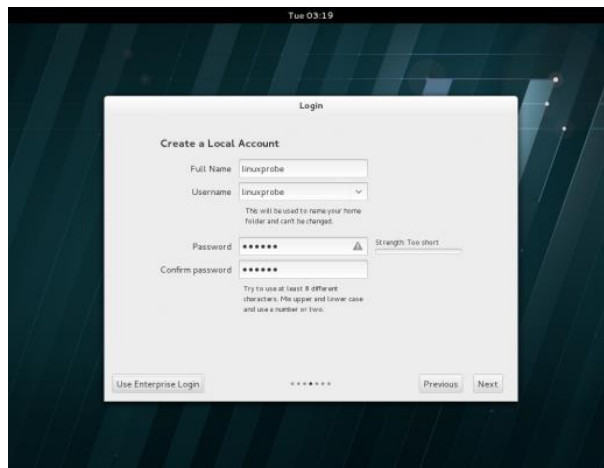 Tue 03:19
Login
Create a Local Account
Full Name linuxprobe
Username linuxprobe
This will be used to name your home
folder and can't be changed.
Password ●●●●●● Strength: Too short
Confirm password ●●●●●●
Try to use at least 8 different
characters. Mix upper and lower case
and use a number or two.
Use Enterprise Login Previous Next